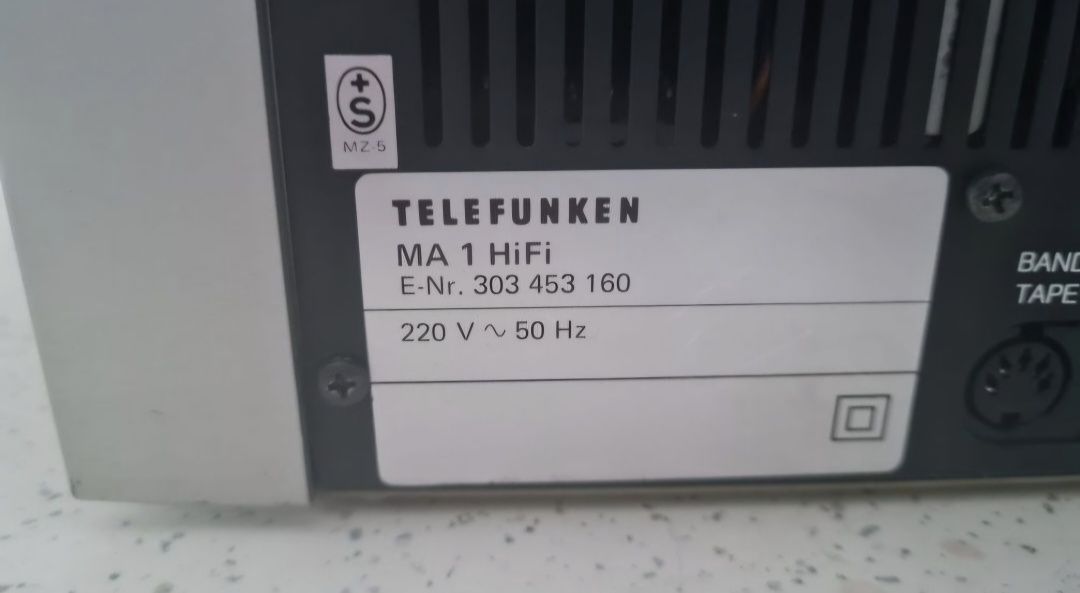 +S
MZ-5
TELEFUNKEN
MA 1 HiFi
E-Nr. 303 453 160
220 V ~ 50 Hz
BAND
TAPE